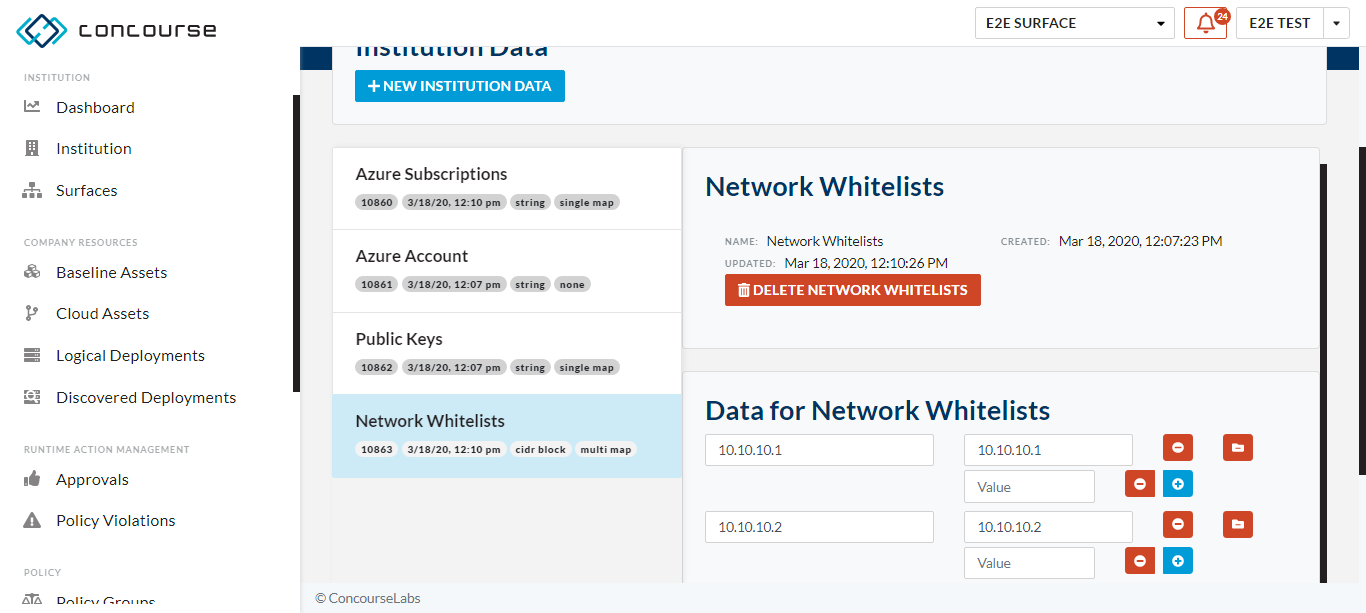 concourse
E2E SURFACE
24
E2E TEST
INSTITUTION
Dashboard
Institution
Surfaces
COMPANY RESOURCES
Baseline Assets
Cloud Assets
Logical Deployments
Discovered Deployments
RUNTIME ACTION MANAGEMENT
Approvals
Policy Violations
POLICY
Policy Groups
Institution Data
NEW INSTITUTION DATA
Azure Subscriptions
10860 3/18/20, 12:10 pm string single map
Azure Account
10861 3/18/20, 12:07 pm string none
Public Keys
10862 3/18/20, 12:07 pm string single map
Network Whitelists
10863 3/18/20, 12:10 pm cidr block multi map
Network Whitelists
NAME: Network Whitelists CREATED: Mar 18, 2020, 12:07:23 PM
UPDATED: Mar 18, 2020, 12:10:26 PM
DELETE NETWORK WHITELISTS
Data for Network Whitelists
10.10.10.1 10.10.10.1
Value
10.10.10.2 10.10.10.2
Value
© ConcourseLabs